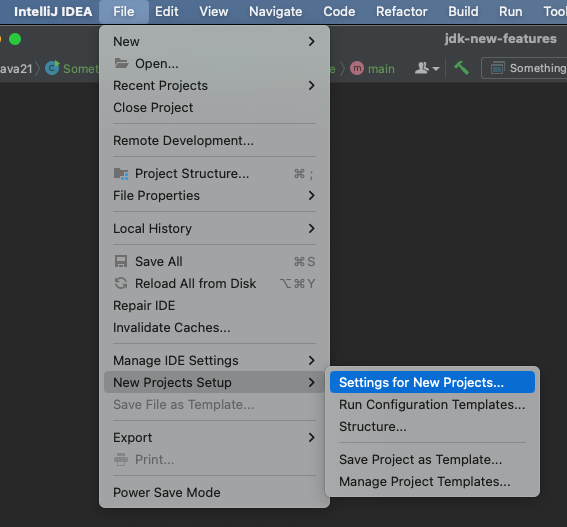 IntelliJ IDEA File Edit View Navigate Code Refactor Build Run Tool
jdk-new-features
ava21 Somet e main Something
New
Open...
Recent Projects
Close Project
Remote Development...
Project Structure... ⌘ ;
File Properties
Local History
Save All ⌘S
Reload All from Disk ⌥⌘Y
Repair IDE
Invalidate Caches...
Manage IDE Settings
New Projects Setup
Settings for New Projects...
Save File as Template...
Run Configuration Templates...
Structure...
Export
Print...
Save Project as Template...
Manage Project Templates...
Power Save Mode